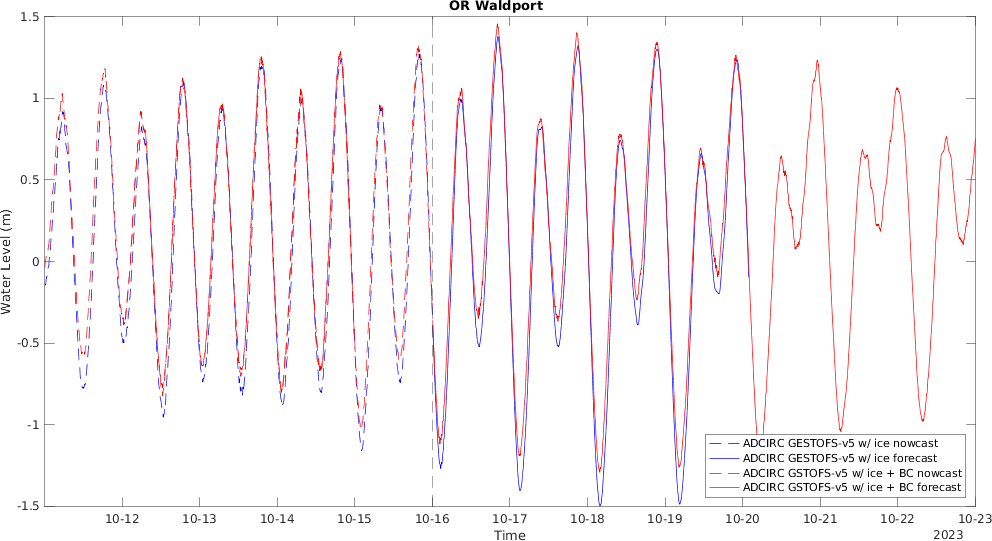 OR Waldport
1.5
1
0.5
0
-0.5
-1
-1.5
Water Level (m)
10-12
10-13
10-14
10-15
10-16
10-17
10-18
10-19
10-20
10-21
10-22
10-23
Time
2023
ADCIRC GESTOFS-v5 w/ ice nowcast
ADCIRC GESTOFS-v5 w/ ice forecast
ADCIRC GSTOFS-v5 w/ ice + BC nowcast
ADCIRC GSTOFS-v5 w/ ice + BC forecast